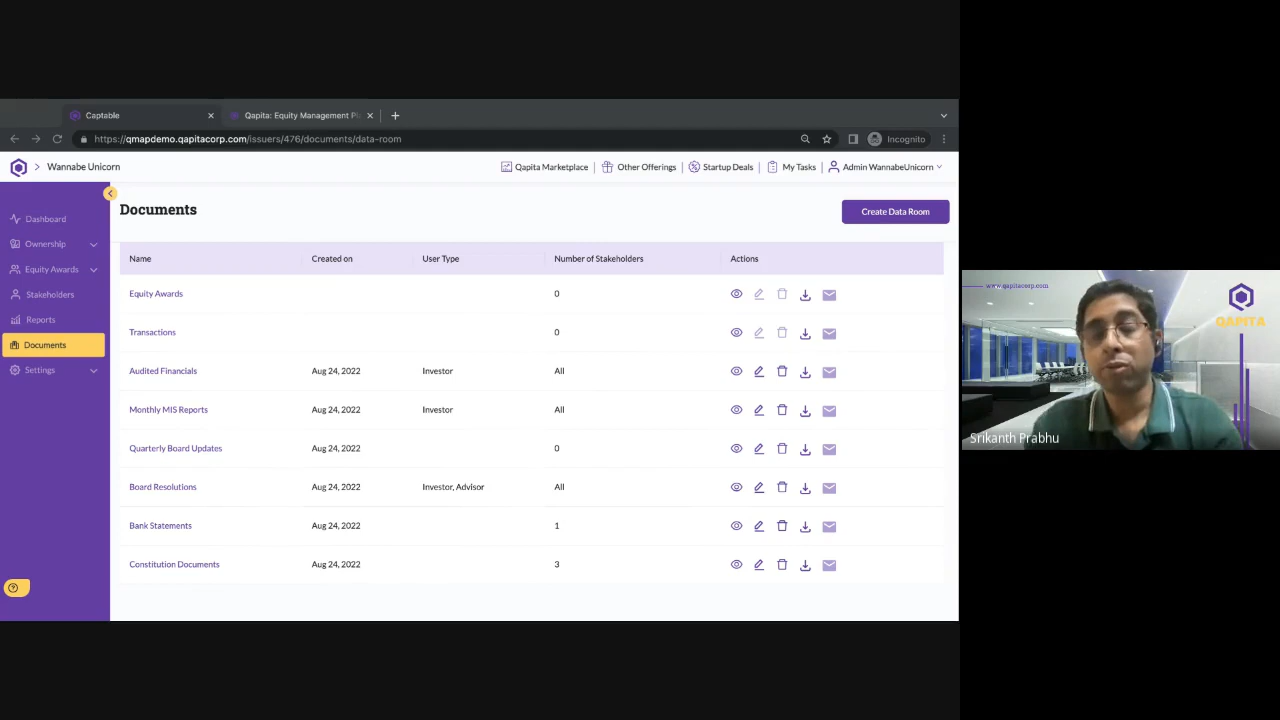 Captable
Qapita: Equity Management Pl
https://qmapdemo.qapitacorp.com/issuers/476/documents/data-room
Incognito
Wannabe Unicorn
Qapita Marketplace
Other Offerings
Startup Deals
My Tasks
Admin WannabeUnicorn
Dashboard
Ownership
Equity Awards
Stakeholders
Reports
Documents
Settings
Documents
Create Data Room
Name Created on User Type Number of Stakeholders Actions
Equity Awards 0
Transactions 0
Audited Financials Aug 24, 2022 Investor All
Monthly MIS Reports Aug 24, 2022 Investor All
Quarterly Board Updates Aug 24, 2022 0
Board Resolutions Aug 24, 2022 Investor, Advisor All
Bank Statements Aug 24, 2022 1
Constitution Documents Aug 24, 2022 3
www.qapitacorp.com
QAPITA
Srikanth Prabhu